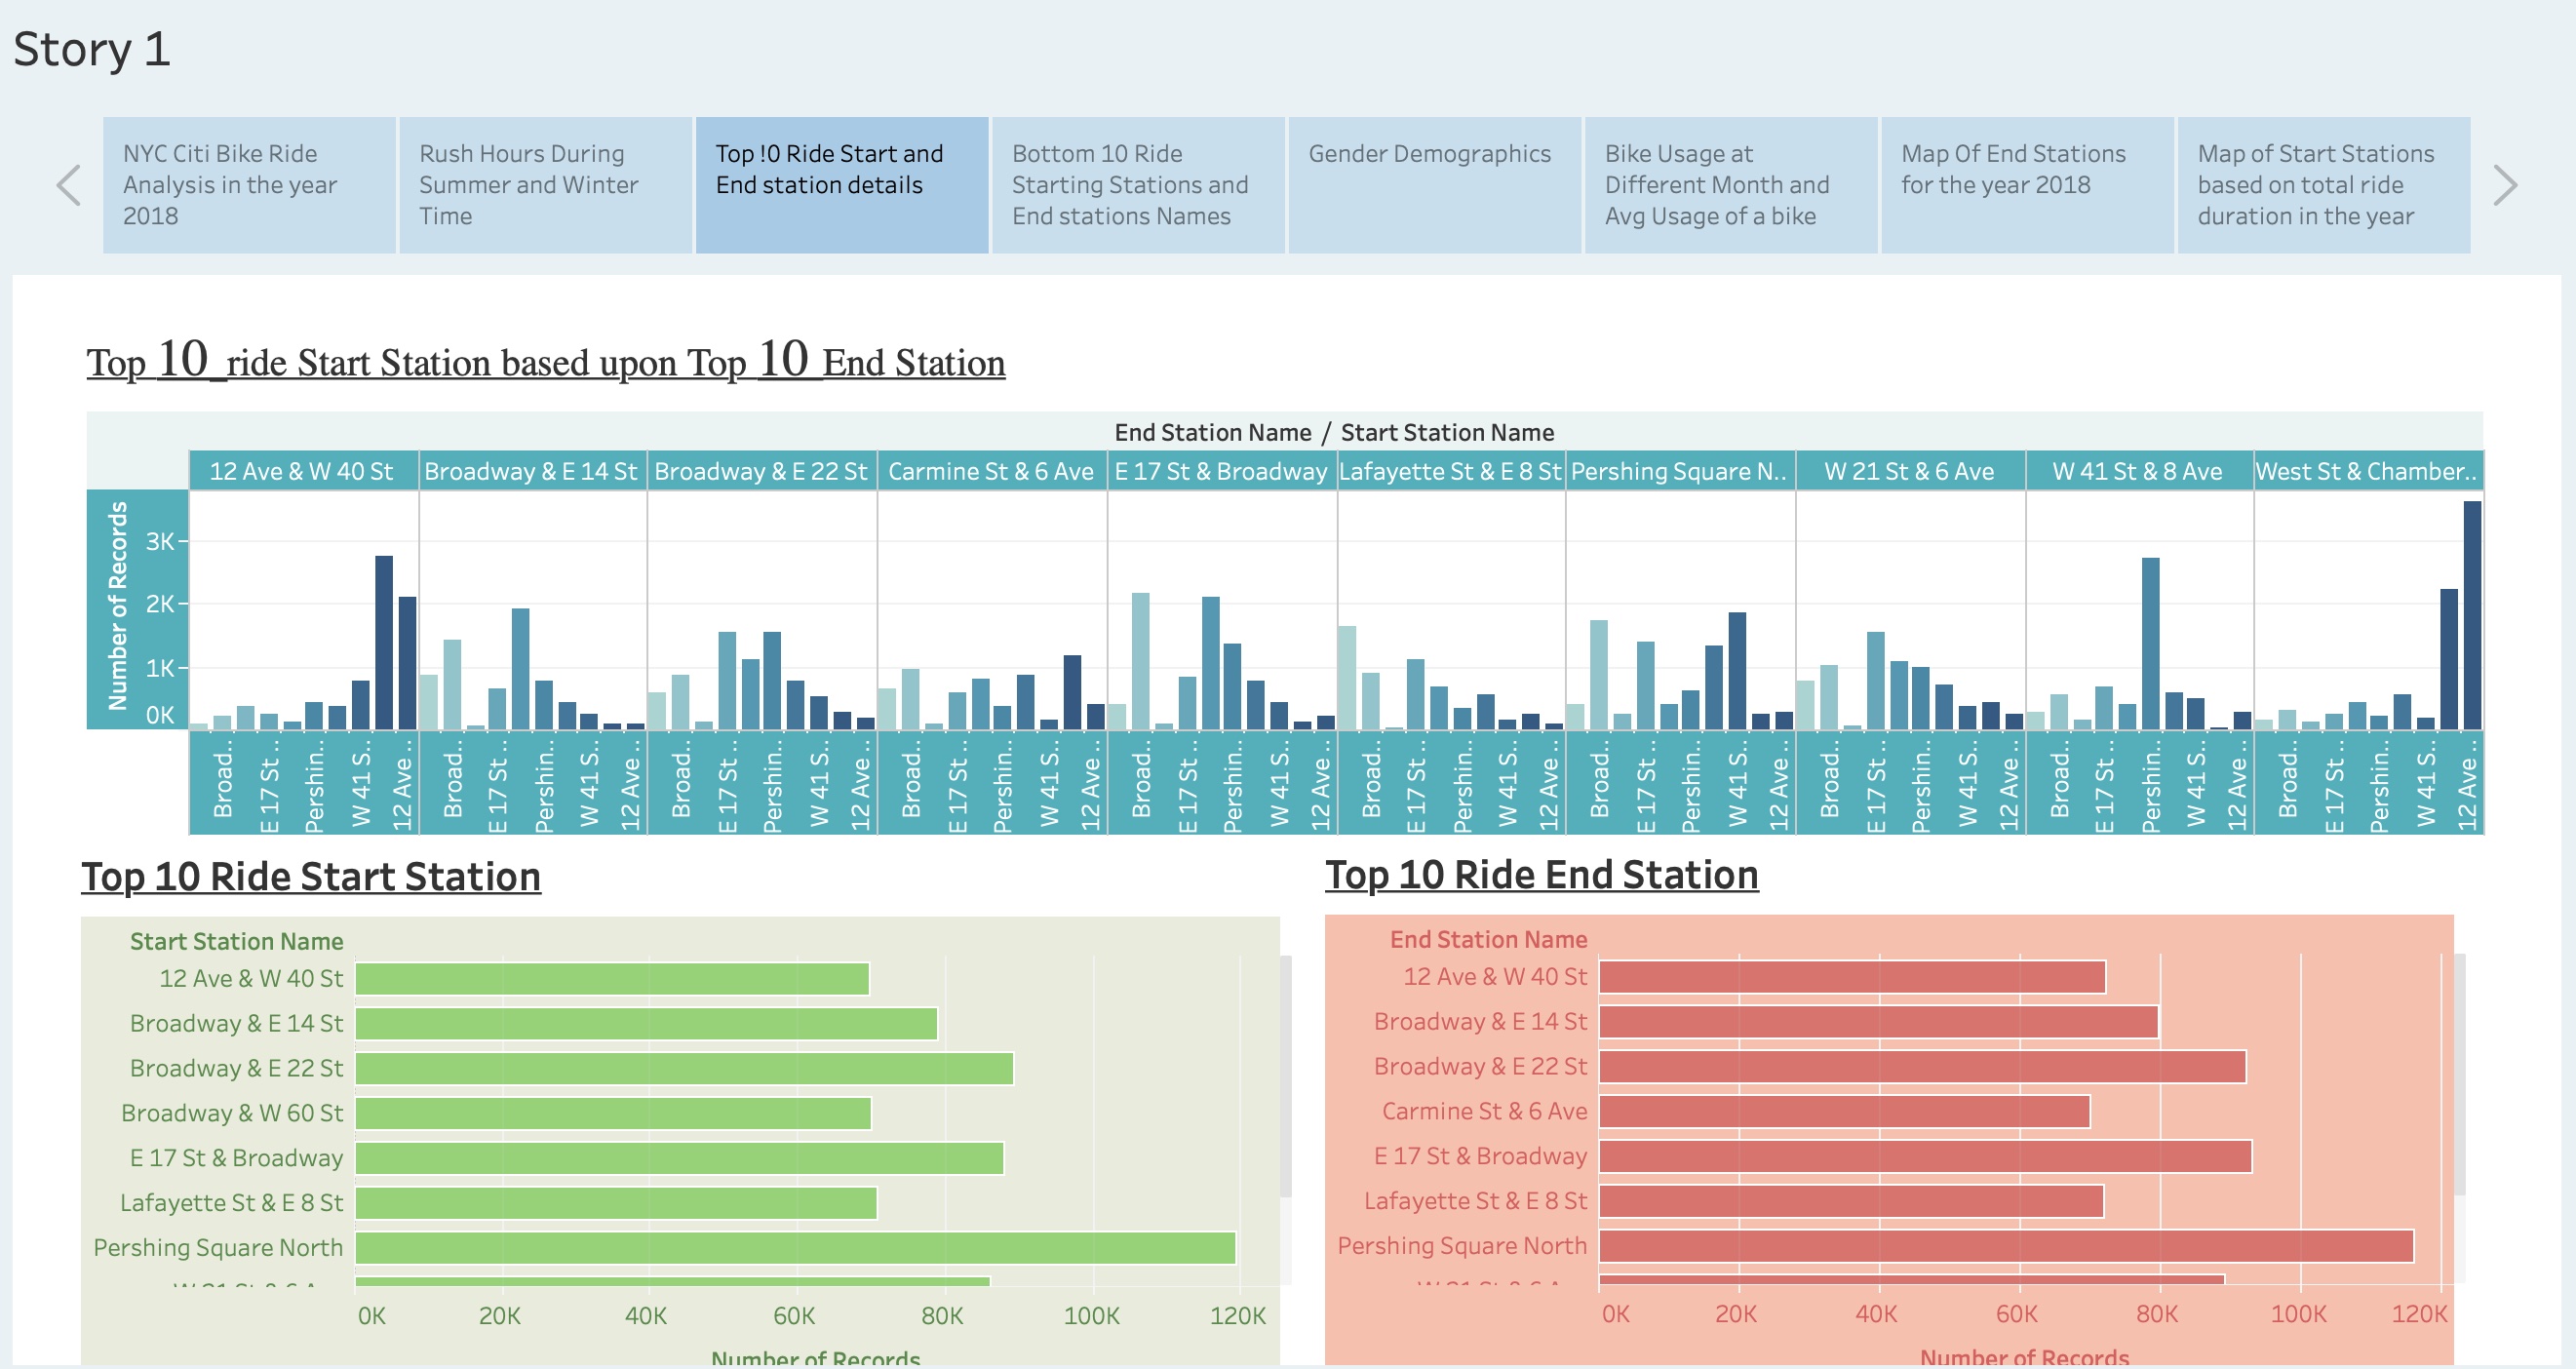 Story 1
NYC Citi Bike Ride
Analysis in the year
2018
Rush Hours During
Summer and Winter
Time
Top !0 Ride Start and
End station details
Bottom 10 Ride
Starting Stations and
End stations Names
Gender Demographics
Bike Usage at
Different Month and
Avg Usage of a bike
Map Of End Stations
for the year 2018
Map of Start Stations
based on total ride
duration in the year
Top 10 ride Start Station based upon Top 10 End Station
End Station Name / Start Station Name
12 Ave & W 40 St Broadway & E 14 St Broadway & E 22 St Carmine St & 6 Ave E 17 St & Broadway Lafayette St & E 8 St Pershing Square N.. W 21 St & 6 Ave W 41 St & 8 Ave West St & Chamber..
Number of Records
3K
2K
1K
0K
Broad.. E 17 St .. Pershin.. W 41 S.. 12 Ave .. Broad.. E 17 St .. Pershin.. W 41 S.. 12 Ave .. Broad.. E 17 St .. Pershin.. W 41 S.. 12 Ave .. Broad.. E 17 St .. Pershin.. W 41 S.. 12 Ave .. Broad.. E 17 St .. Pershin.. W 41 S.. 12 Ave .. Broad.. E 17 St .. Pershin.. W 41 S.. 12 Ave .. Broad.. E 17 St .. Pershin.. W 41 S.. 12 Ave .. Broad.. E 17 St .. Pershin.. W 41 S.. 12 Ave .. Broad.. E 17 St .. Pershin.. W 41 S.. 12 Ave .. Broad.. E 17 St .. Pershin.. W 41 S.. 12 Ave ..
Top 10 Ride Start Station
Start Station Name
12 Ave & W 40 St
Broadway & E 14 St
Broadway & E 22 St
Broadway & W 60 St
E 17 St & Broadway
Lafayette St & E 8 St
Pershing Square North
0K 20K 40K 60K 80K 100K 120K
Number of Records
Top 10 Ride End Station
End Station Name
12 Ave & W 40 St
Broadway & E 14 St
Broadway & E 22 St
Carmine St & 6 Ave
E 17 St & Broadway
Lafayette St & E 8 St
Pershing Square North
0K 20K 40K 60K 80K 100K 120K
Number of Records